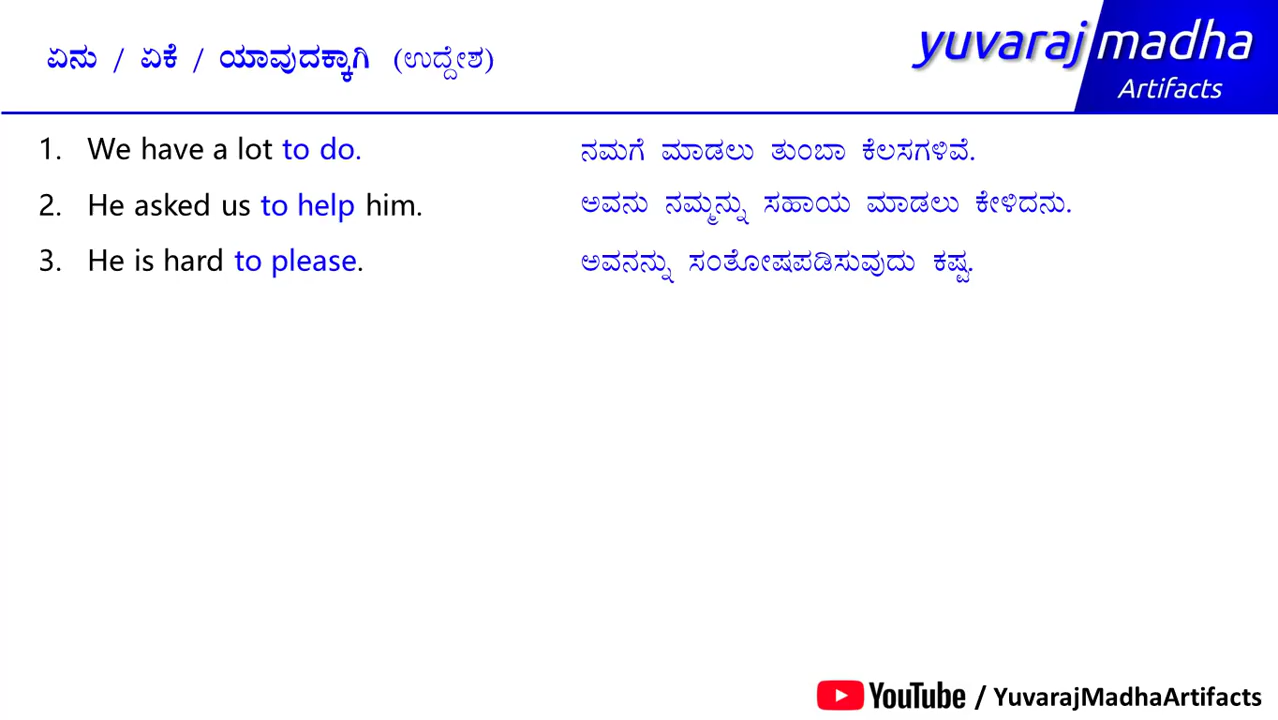 ಏನು / ಏಕೆ / ಯಾವುದಕ್ಕಾಗಿ (ಉದ್ದೇಶ)
yuvaraj madha
Artifacts
1. We have a lot to do. ನಮಗೆ ಮಾಡಲು ತುಂಬಾ ಕೆಲಸಗಳಿವೆ.
2. He asked us to help him. ಅವನು ನಮ್ಮನ್ನು ಸಹಾಯ ಮಾಡಲು ಕೇಳಿದನು.
3. He is hard to please. ಅವನನ್ನು ಸಂತೋಷಪಡಿಸುವುದು ಕಷ್ಟ.
YouTube / YuvarajMadhaArtifacts